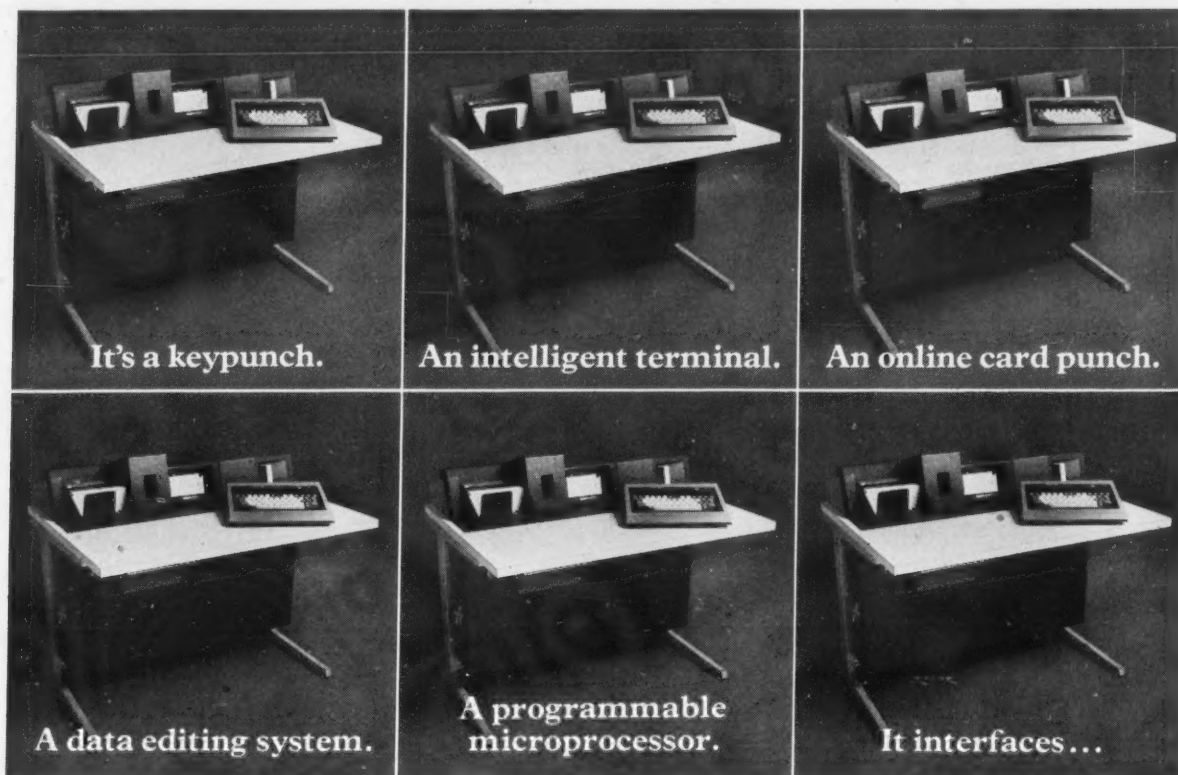 It's a keypunch.
An intelligent terminal.
An online card punch.
A data editing system.
A programmable
microprocessor.
It interfaces...